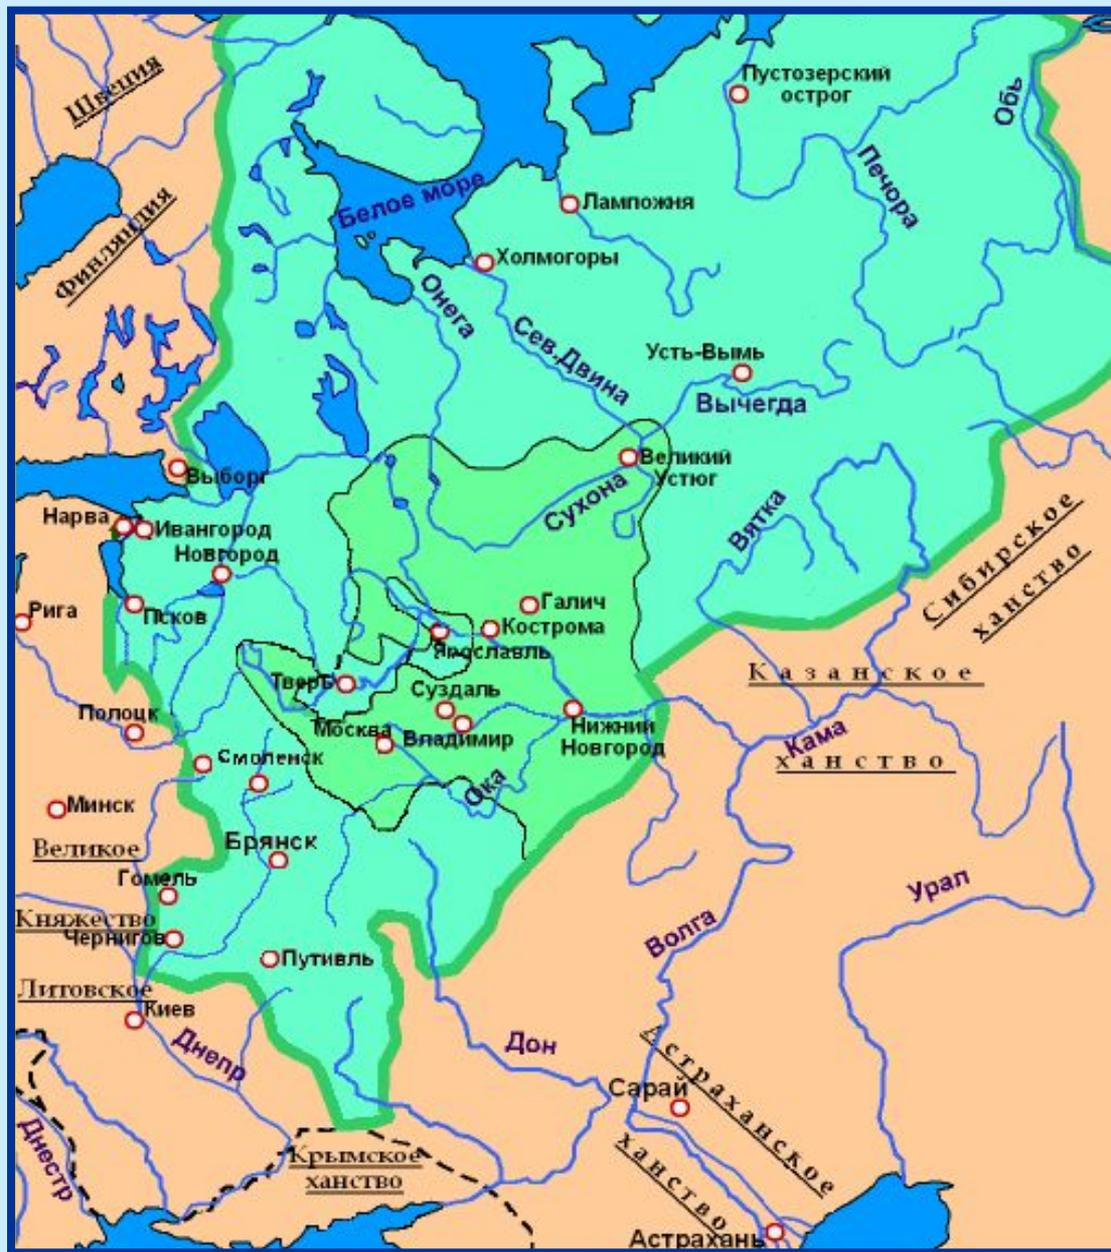 Швеция
Пустозерский
острог
Обь
Печора
Белое море
Лампожня
Финляндия
Холмогоры
Онега
Сев.Двина
Усть-Вымь
Вычегда
Великий
Устюг
Выборг
Сухона
Вятка
Нарва
Ивангород
Новгород
Сибирское
ханство
Рига
Псков
Галич
Кострома
Ярославль
Казанское
ханство
Тверь
Суздаль
Полоцк
Москва
Владимир
Нижний
Новгород
Кама
Смоленск
Ока
Минск
Великое
Брянск
Гомель
Урал
Княжество
Чернигов
Волга
Путивль
Литовское
Киев
Днепр
Дон
Астраханское
ханство
Сарай
Днестр
Крымское
ханство
Астрахань